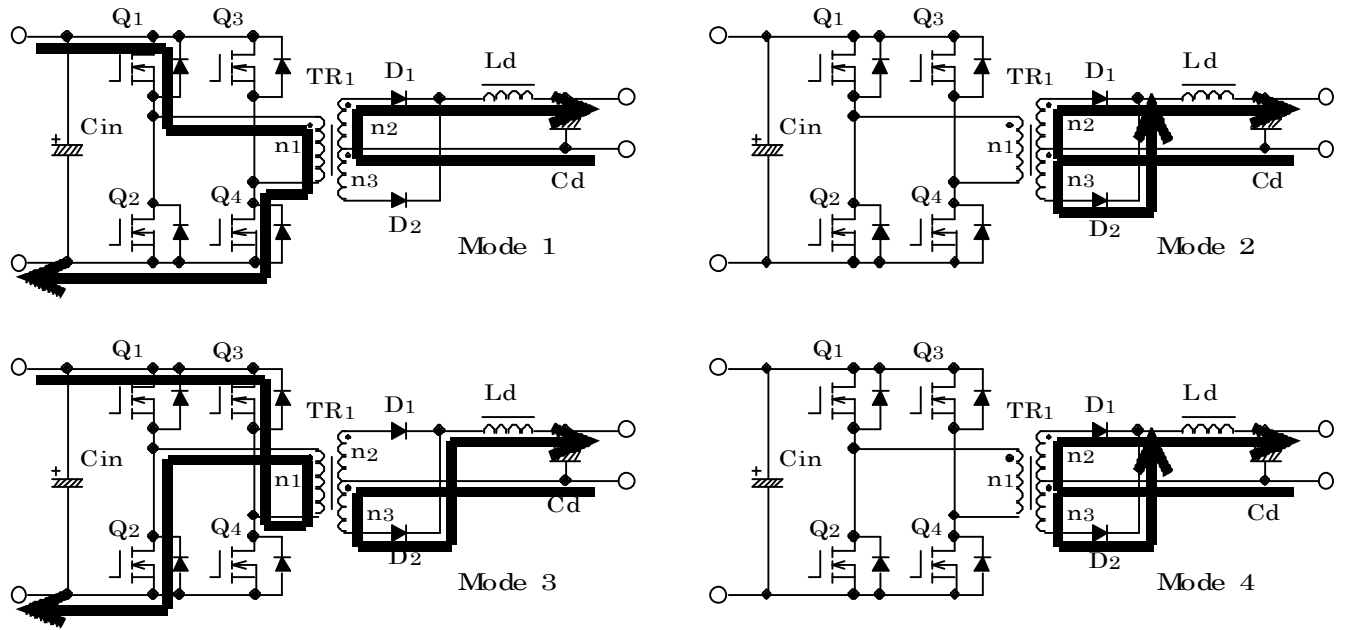 Q1 Q3
TR1
D1
Ld
Cin
+
n1
n2
n3
Cd
Q2 Q4
D2
Mode 1
Q1 Q3
TR1
D1
Ld
Cin
+
n1
n2
n3
Cd
Q2 Q4
D2
Mode 2
Q1 Q3
TR1
D1
Ld
Cin
+
n1
n2
n3
Cd
Q2 Q4
D2
Mode 3
Q1 Q3
TR1
D1
Ld
Cin
+
n1
n2
n3
Cd
Q2 Q4
D2
Mode 4